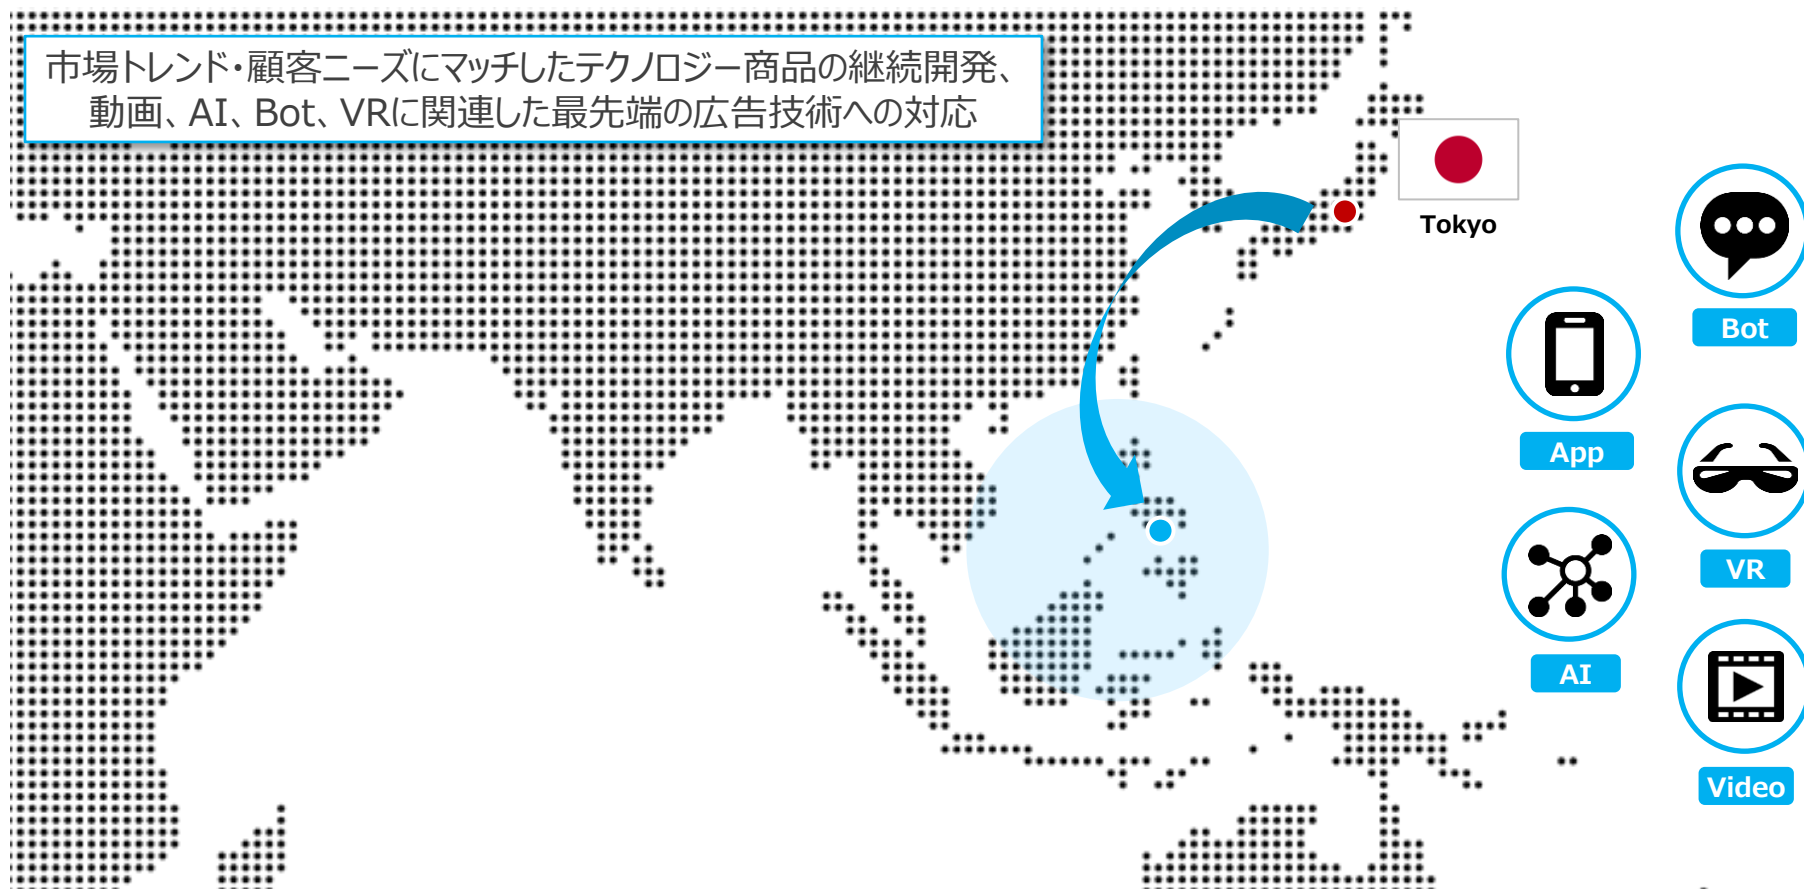 市場トレンド・顧客ニーズにマッチしたテクノロジー商品の継続開発、
動画、AI、Bot、VRに関連した最先端の広告技術への対応
Tokyo
Bot
App
VR
AI
Video